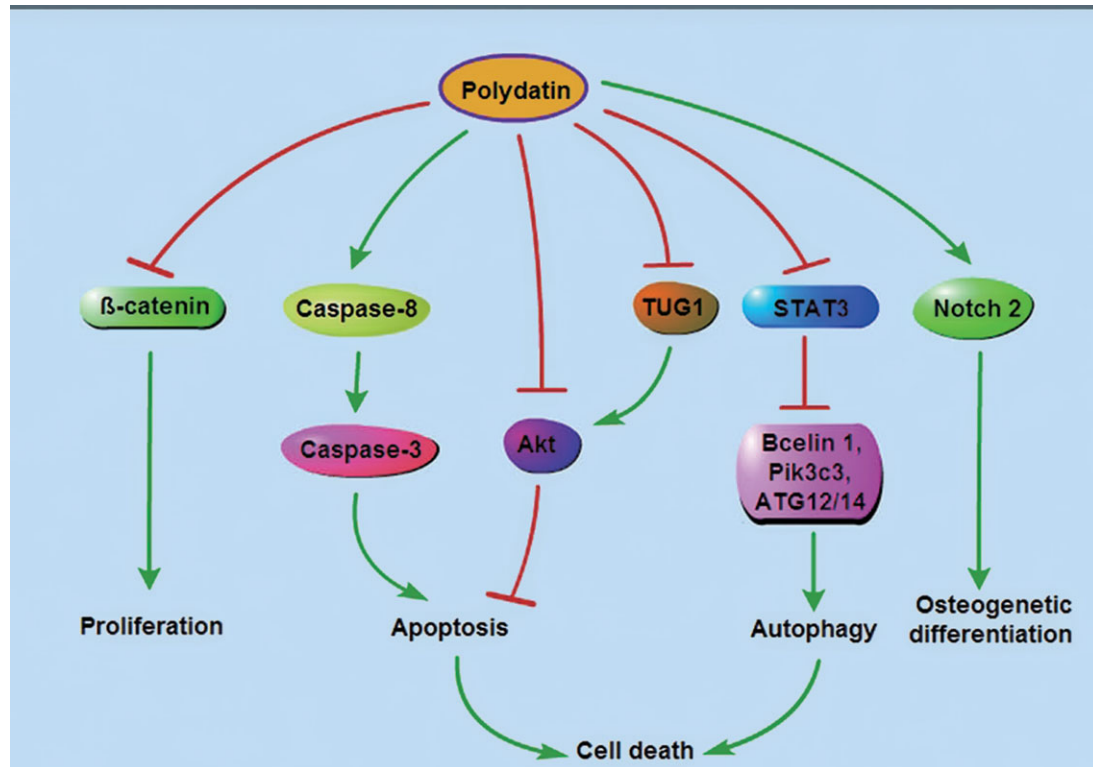 Polydatin
ß-catenin
Caspase-8
TUG1
STAT3
Notch 2
Caspase-3
Akt
Bcelin 1,
Pik3c3,
ATG12/14
Proliferation
Apoptosis
Autophagy
Osteogenetic
differentiation
Cell death